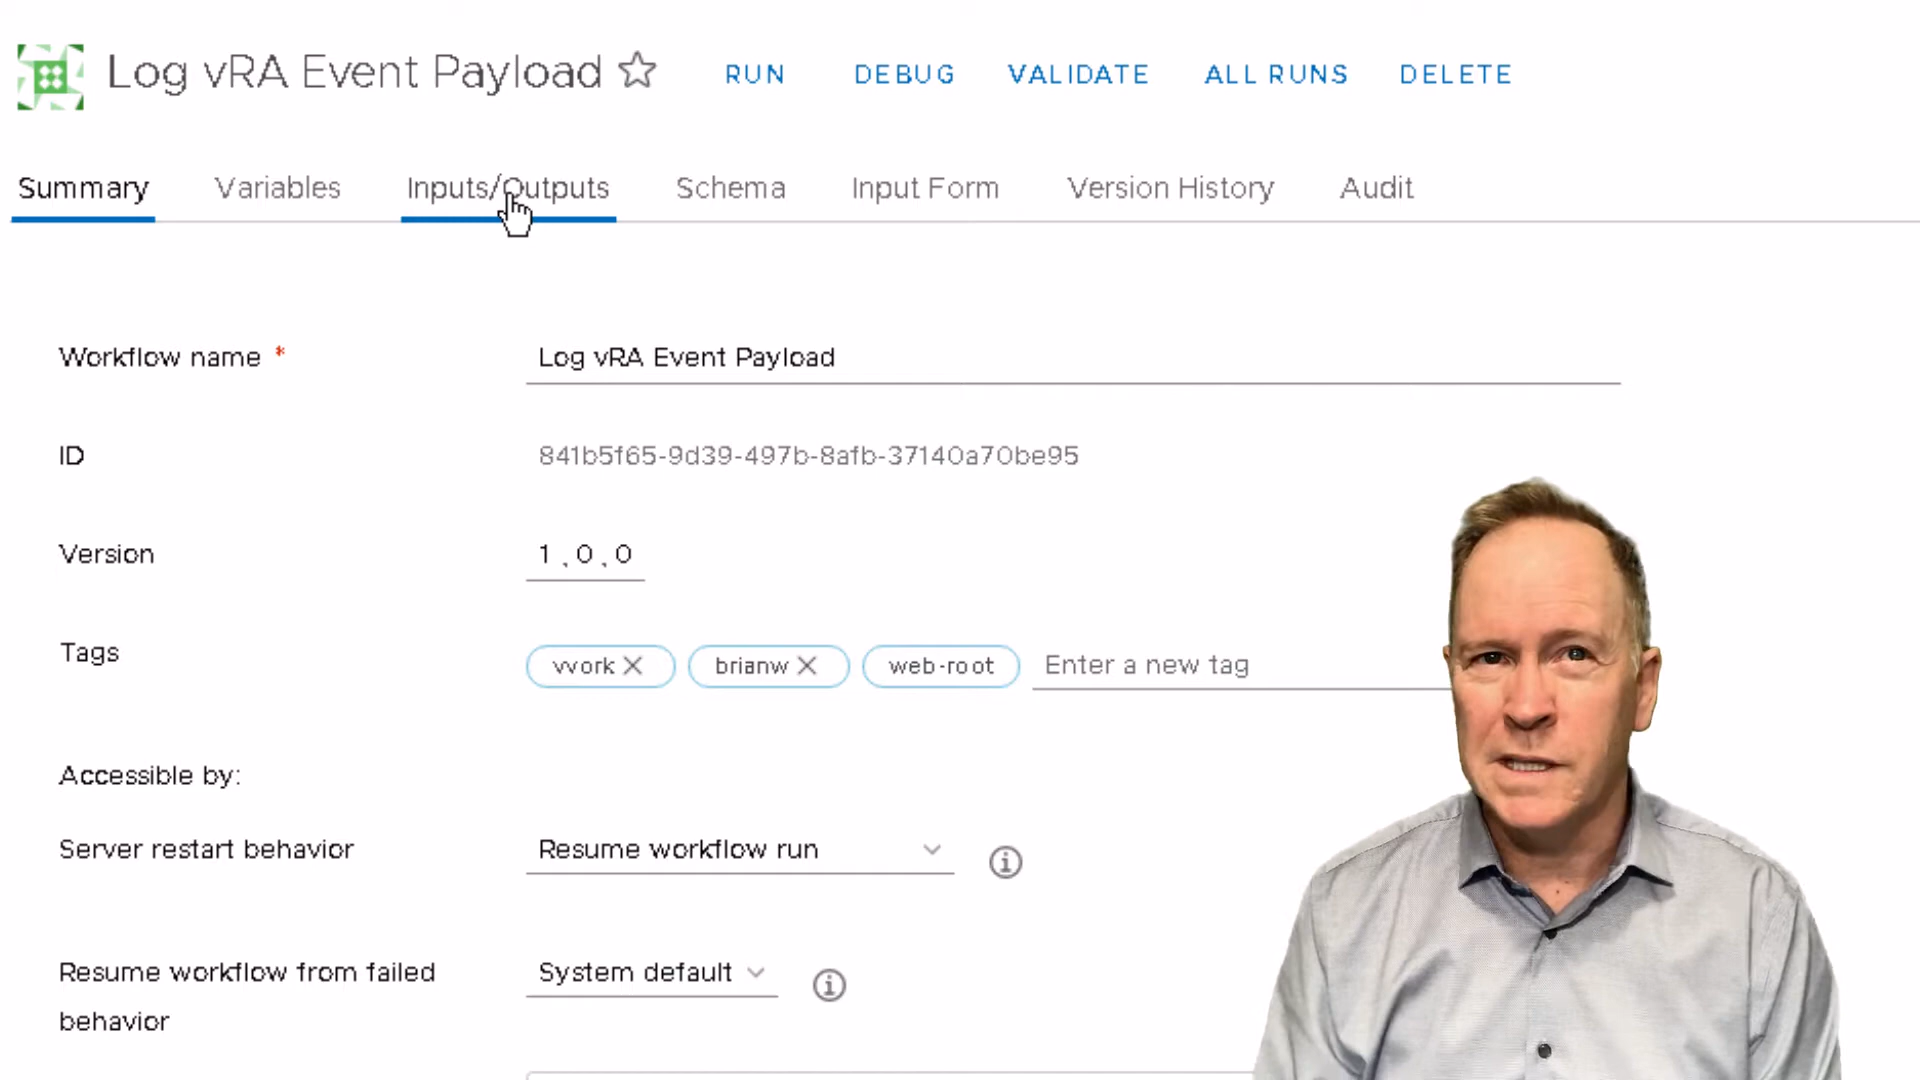 Log vRA Event Payload RUN DEBUG VALIDATE ALL RUNS DELETE
Summary Variables Inputs/Outputs Schema Input Form Version History Audit
Workflow name * Log vRA Event Payload
ID 841b5f65-9d39-497b-8afb-37140a70be95
Version 1 . 0 . 0
Tags vvork brianw web-root Enter a new tag
Accessible by:
Server restart behavior Resume workflow run
Resume workflow from failed System default
behavior